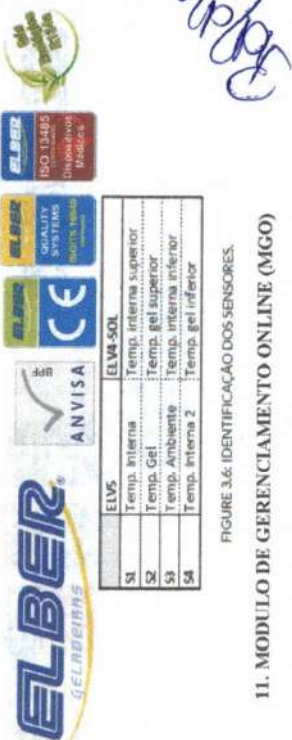 ELBER®
GELADEIRAS
BPF
ANVISA
ELBER
CE
ELBER
QUALITY
SYSTEMS
ELBER
ISO 13485
Dispositivos
Médicos
ELV5 ELV4-SOL
S1 Temp. Interna Temp. interna superior
S2 Temp. Gel Temp. gel superior
S3 Temp. Ambiente Temp. interna inferior
S4 Temp. Interna 2 Temp. gel inferior
FIGURE 3.6: IDENTIFICAÇÃO DOS SENSORES.
11. MODULO DE GERENCIAMENTO ONLINE (MGO)